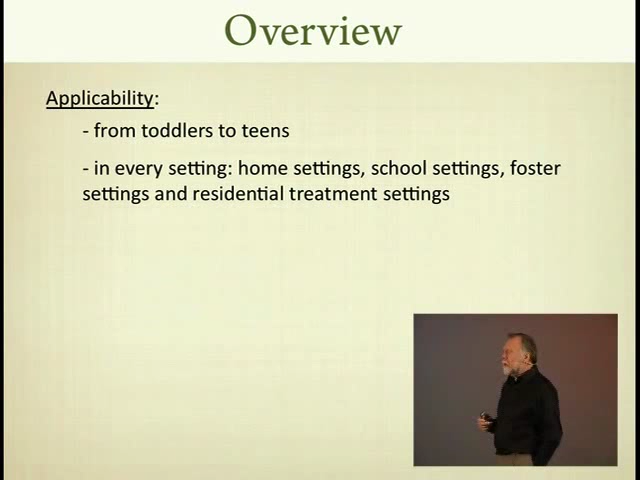 Overview
Applicability:
- from toddlers to teens
- in every setting: home settings, school settings, foster
settings and residential treatment settings